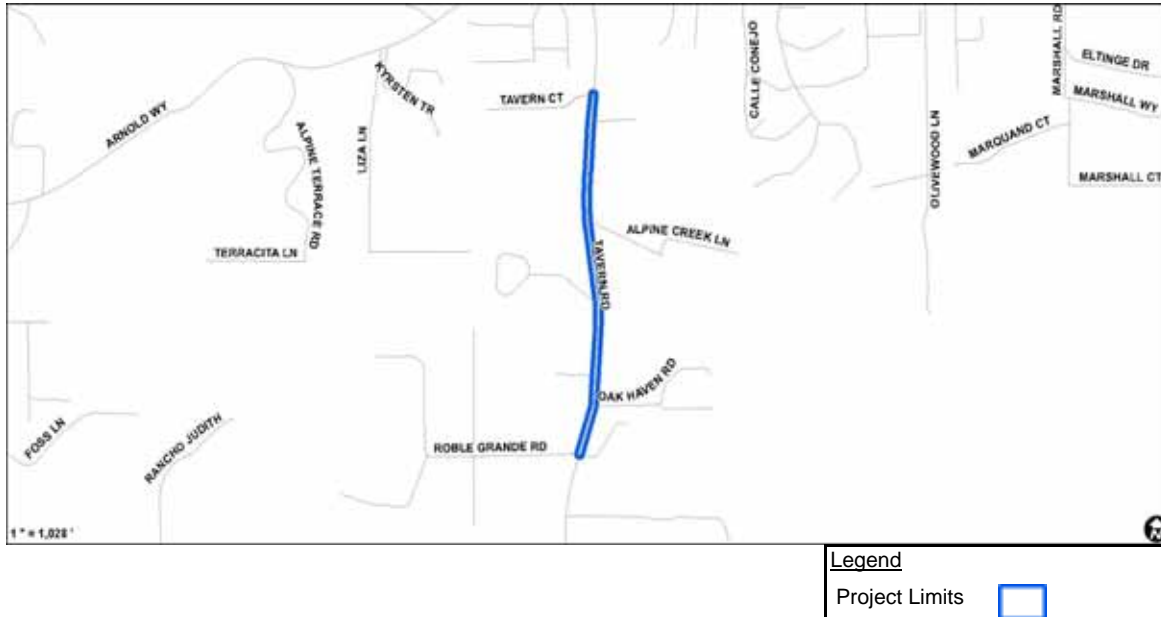 MARSHALL RD
CALLE CONEJO
ELTINGE DR
KYRSTEN TR
TAVERN CT
MARSHALL WY
ARNOLD WY
ALPINE TERRACE RD
LIZA LN
OLIVEWOOD LN
MARQUAND CT
MARSHALL CT
TERRACITA LN
ALPINE CREEK LN
TAVERN RD
OAK HAVEN RD
FOSS LN
RANCHO JUDITH
ROBLE GRANDE RD
1 " = 1,028 '
N
Legend
Project Limits